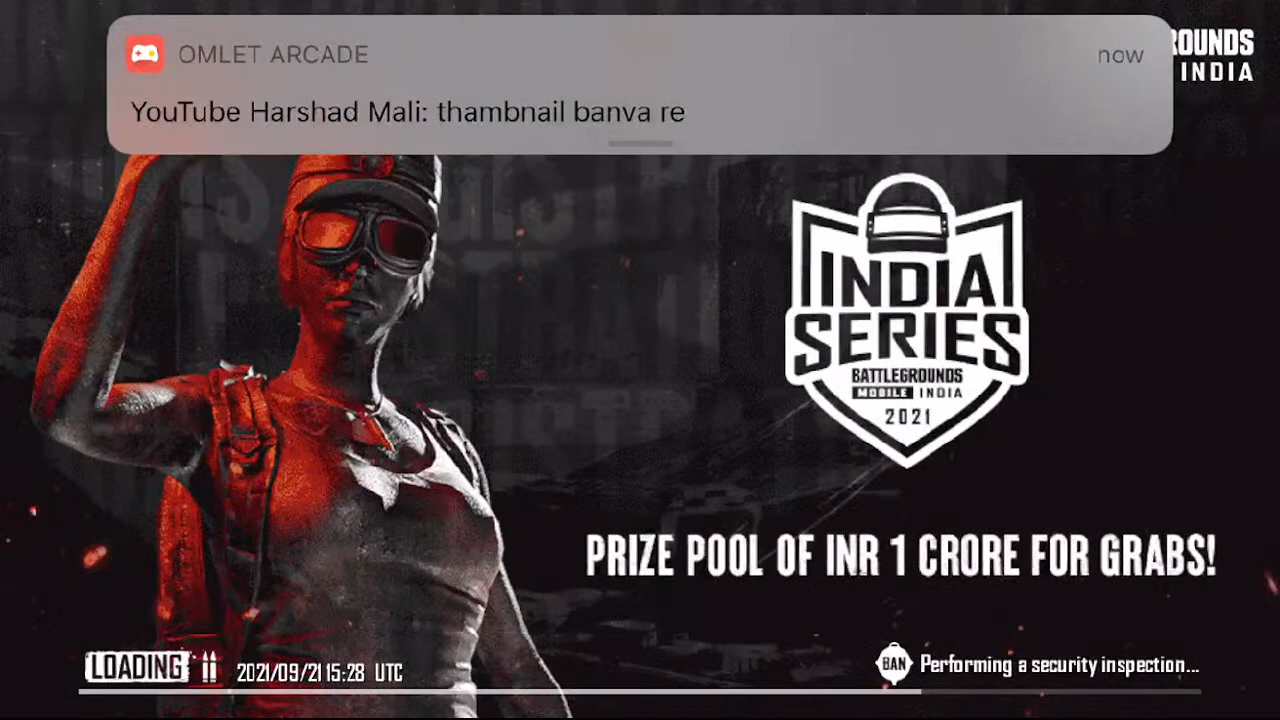 OMLET ARCADE
now
YouTube Harshad Mali: thambnail banva re
INDIA
INDIA
SERIES
BATTLEGROUNDS
MOBILE INDIA
2021
PRIZE POOL OF INR 1 CRORE FOR GRABS!
LOADING
2021/09/21 15:28 UTC
BAN
Performing a security inspection...